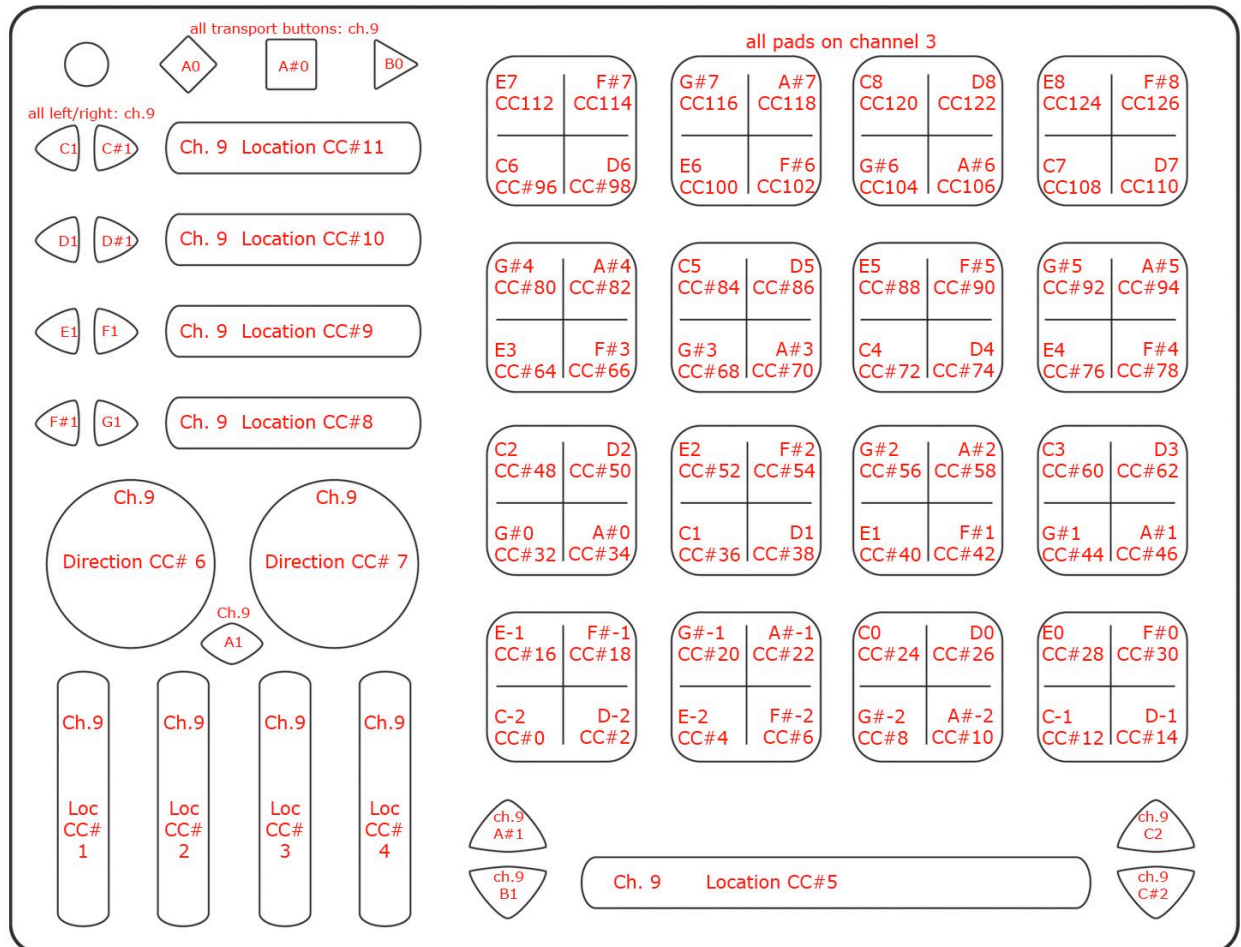 all transport buttons: ch.9
all pads on channel 3
A0 A#0 B0
E7 F#7 G#7 A#7 C8 D8 E8 F#8
CC112 CC114 CC116 CC118 CC120 CC122 CC124 CC126
all left/right: ch.9
C1 C#1 Ch. 9 Location CC#11
C6 D6 E6 F#6 G#6 A#6 C7 D7
CC#96 CC#98 CC100 CC102 CC104 CC106 CC108 CC110
D1 D#1 Ch. 9 Location CC#10
G#4 A#4 C5 D5 E5 F#5 G#5 A#5
CC#80 CC#82 CC#84 CC#86 CC#88 CC#90 CC#92 CC#94
E1 F1 Ch. 9 Location CC#9
E3 F#3 G#3 A#3 C4 D4 E4 F#4
CC#64 CC#66 CC#68 CC#70 CC#72 CC#74 CC#76 CC#78
F#1 G1 Ch. 9 Location CC#8
C2 D2 E2 F#2 G#2 A#2 C3 D3
CC#48 CC#50 CC#52 CC#54 CC#56 CC#58 CC#60 CC#62
Ch.9 Ch.9
G#0 A#0 C1 D1 E1 F#1 G#1 A#1
CC#32 CC#34 CC#36 CC#38 CC#40 CC#42 CC#44 CC#46
Direction CC# 6 Direction CC# 7
Ch.9
A1
E-1 F#-1 G#-1 A#-1 C0 D0 E0 F#0
CC#16 CC#18 CC#20 CC#22 CC#24 CC#26 CC#28 CC#30
C-2 D-2 E-2 F#-2 G#-2 A#-2 C-1 D-1
CC#0 CC#2 CC#4 CC#6 CC#8 CC#10 CC#12 CC#14
Ch.9 Ch.9 Ch.9 Ch.9
Loc Loc Loc Loc
CC# CC# CC# CC#
1 2 3 4
ch.9 ch.9
A#1 C2
ch.9 ch.9
B1 C#2
Ch. 9 Location CC#5